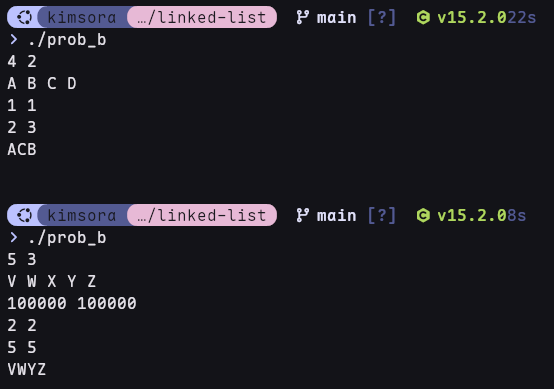 kimsora …/linked-list main [?] v15.2.0 22s
❯ ./prob_b
4 2
A B C D
1 1
2 3
ACB
kimsora …/linked-list main [?] v15.2.0 8s
❯ ./prob_b
5 3
V W X Y Z
100000 100000
2 2
5 5
VWYZ